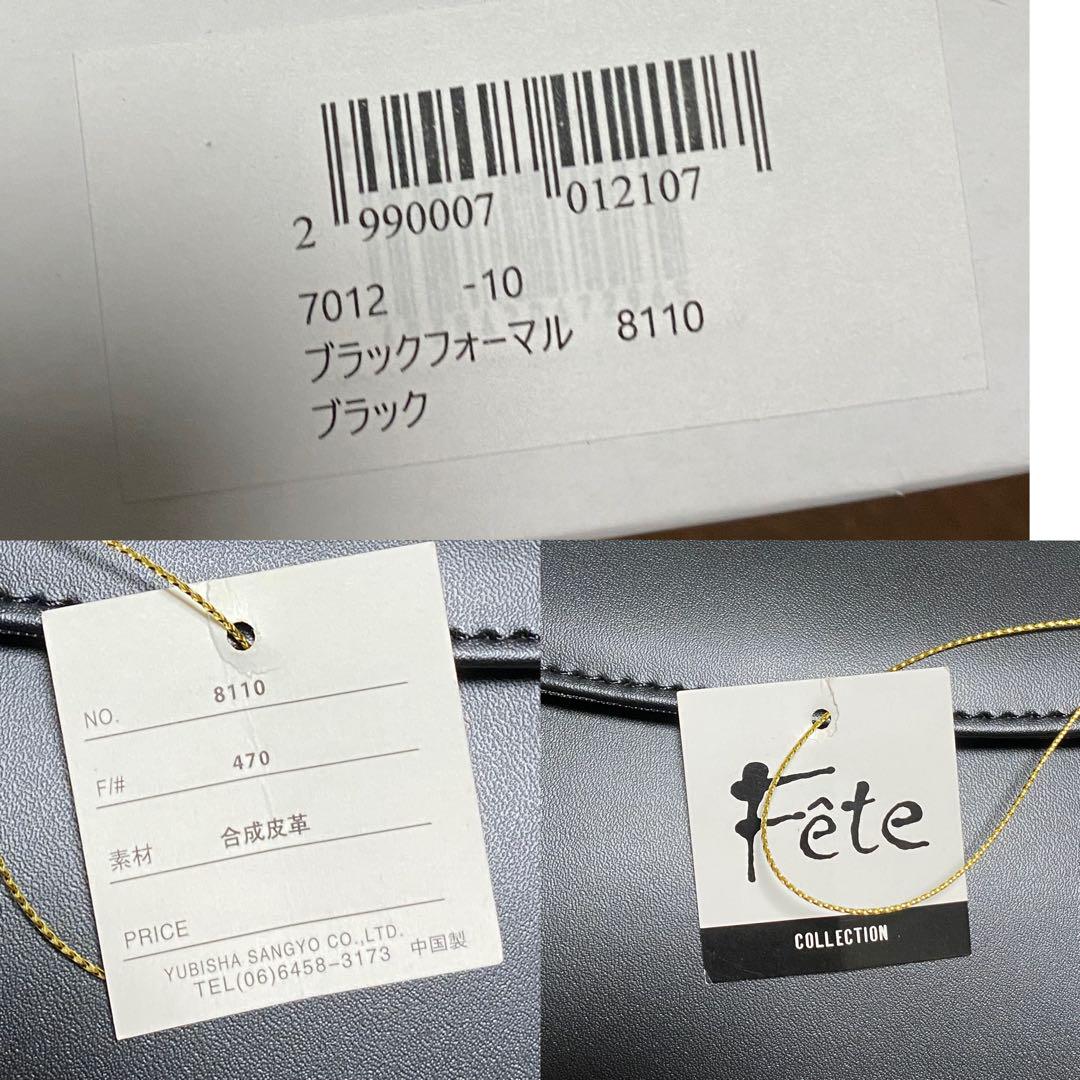 2 990007 012107
7012 -10
ブラックフォーマル 8110
ブラック
NO. 8110
F/# 470
素材 合成皮革
PRICE
YUBISHA SANGYO CO.,LTD.
TEL(06)6458-3173 中国製
Fête
COLLECTION